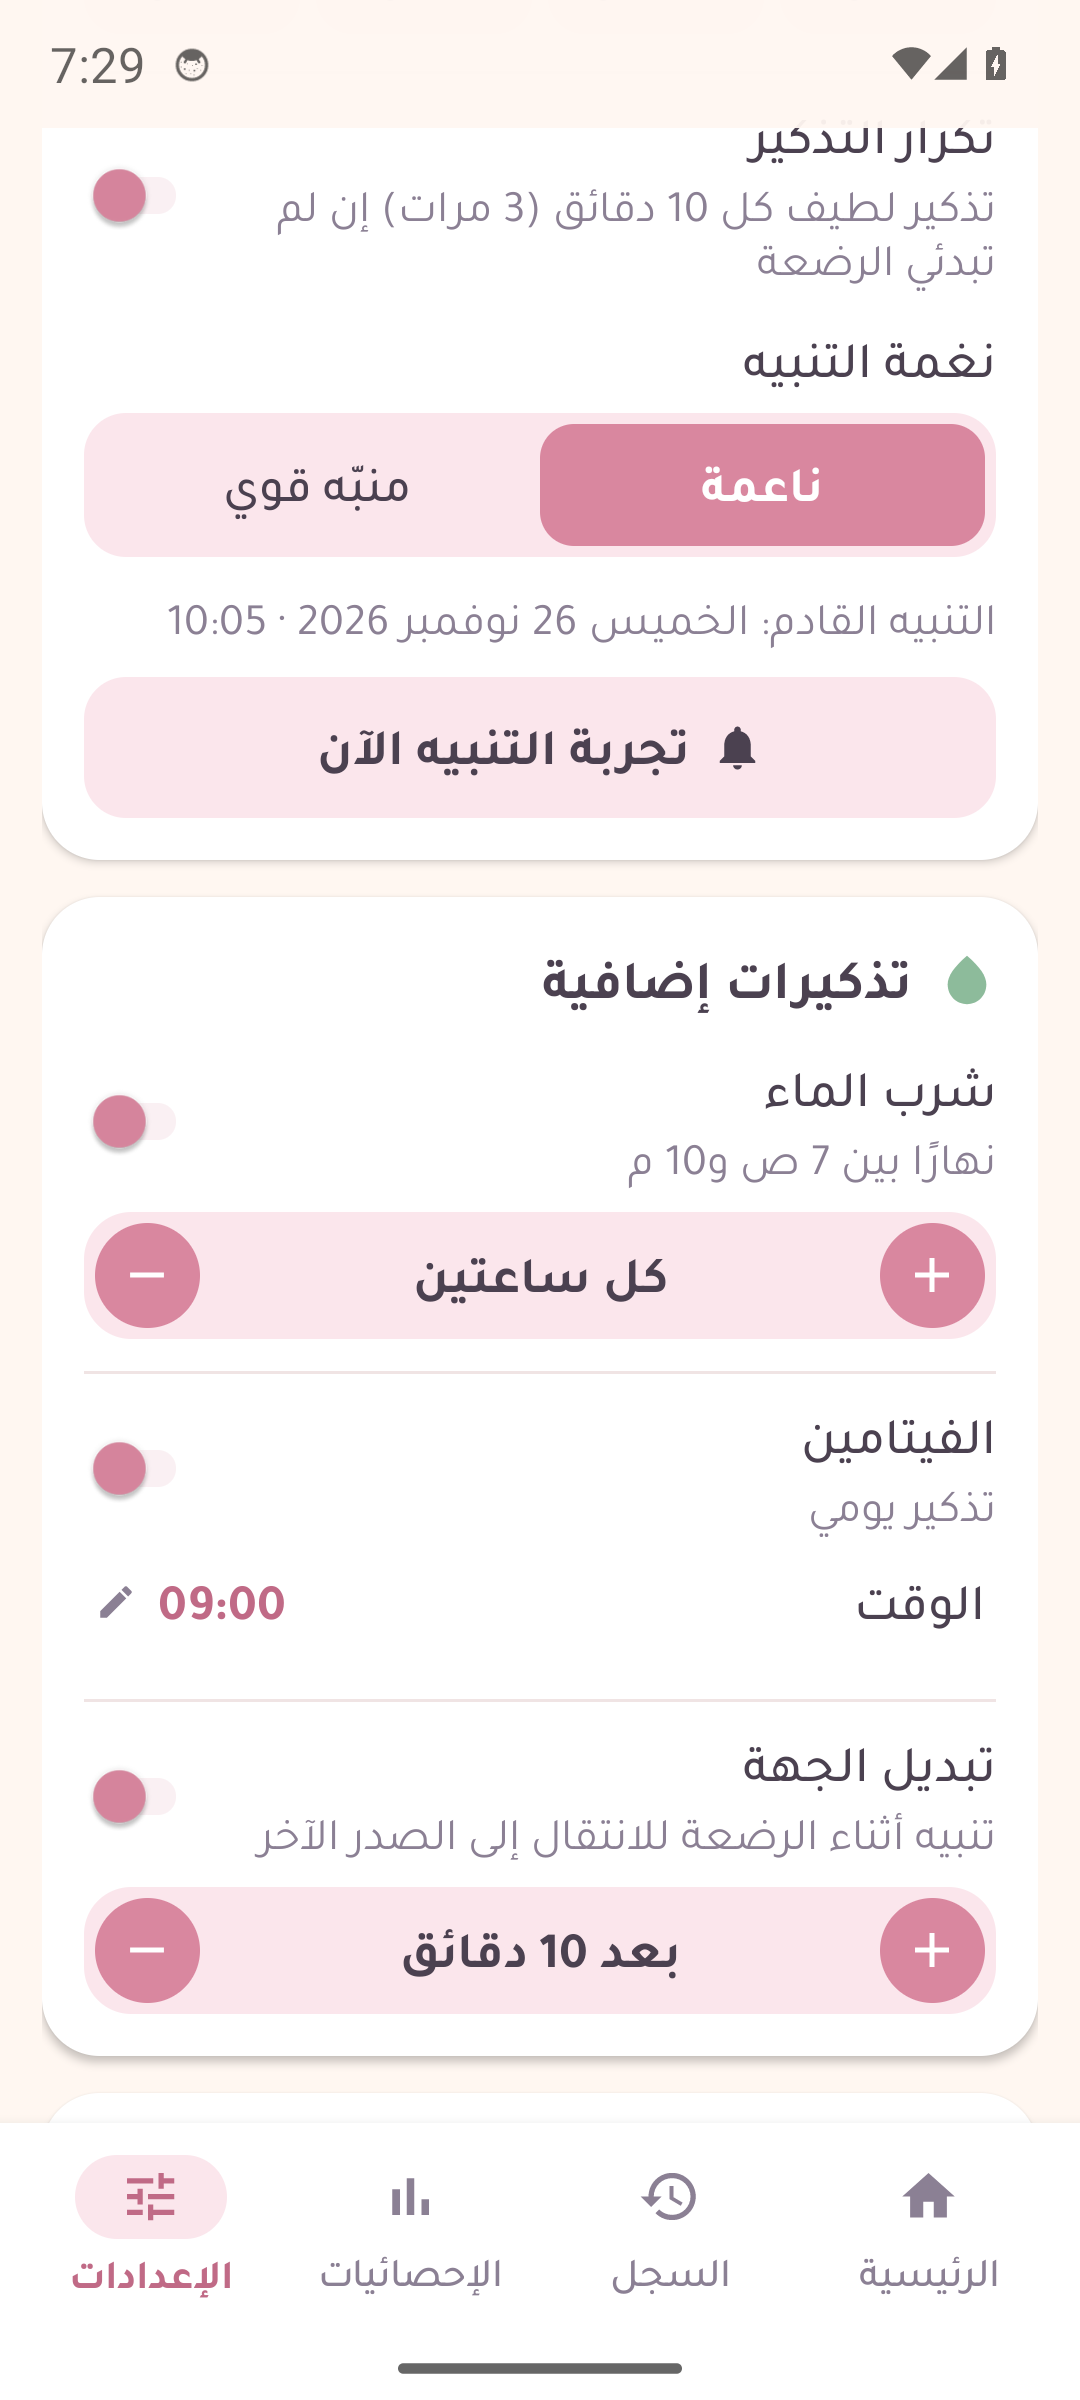 7:29
تكرار التذكير
تذكير لطيف كل 10 دقائق (3 مرات) إن لم
تبدئي الرضعة
نغمة التنبيه
ناعمة
منبّه قوي
التنبيه القادم: الخميس 26 نوفمبر 2026 · 10:05
تجربة التنبيه الآن
تذكيرات إضافية
شرب الماء
نهارًا بين 7 ص و10 م
كل ساعتين
الفيتامين
تذكير يومي
الوقت
09:00
تبديل الجهة
تنبيه أثناء الرضعة للانتقال إلى الصدر الآخر
بعد 10 دقائق
الرئيسية
السجل
الإحصائيات
الإعدادات